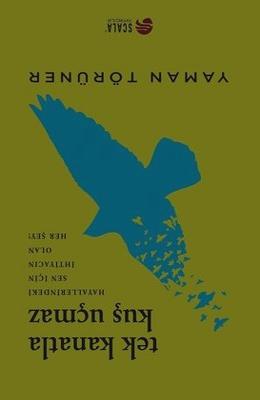 tek kanatla
kuş uçmaz
HAYALLERİNDEKİ
SEN İÇİN
İHTİYACIN
OLAN
HER ŞEY!
YAMAN TÖRÜNER
SCALA